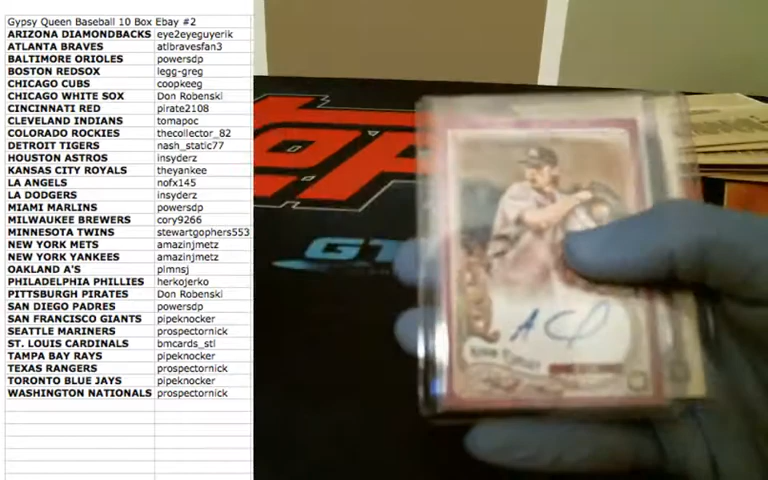 Gypsy Queen Baseball 10 Box Ebay #2
ARIZONA DIAMONDBACKS eye2eyeguyerik
ATLANTA BRAVES atlbravesfan3
BALTIMORE ORIOLES powersdp
BOSTON REDSOX legg-greg
CHICAGO CUBS coopkeeg
CHICAGO WHITE SOX Don Robenski
CINCINNATI RED pirate2108
CLEVELAND INDIANS tomapoc
COLORADO ROCKIES thecollector_82
DETROIT TIGERS nash_static77
HOUSTON ASTROS insyderz
KANSAS CITY ROYALS theyankee
LA ANGELS nofx145
LA DODGERS insyderz
MIAMI MARLINS powersdp
MILWAUKEE BREWERS cory9266
MINNESOTA TWINS stewartgophers553
NEW YORK METS amazinjmetz
NEW YORK YANKEES amazinjmetz
OAKLAND A'S plmnsj
PHILADELPHIA PHILLIES herkojerko
PITTSBURGH PIRATES Don Robenski
SAN DIEGO PADRES powersdp
SAN FRANCISCO GIANTS pipeknocker
SEATTLE MARINERS prospectornick
ST. LOUIS CARDINALS bmcards_stl
TAMPA BAY RAYS pipeknocker
TEXAS RANGERS prospectornick
TORONTO BLUE JAYS pipeknocker
WASHINGTON NATIONALS prospectornick